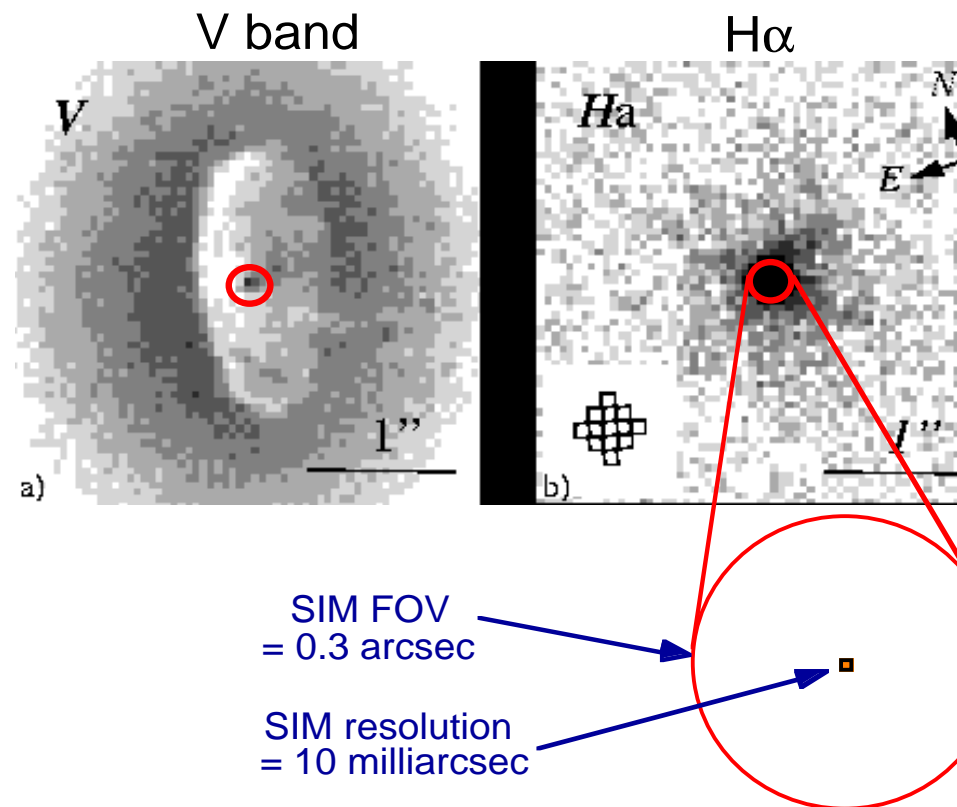 V band
Hα
V
Ha
N
E
1”
1"
a)
b)
SIM FOV
= 0.3 arcsec
SIM resolution
= 10 milliarcsec